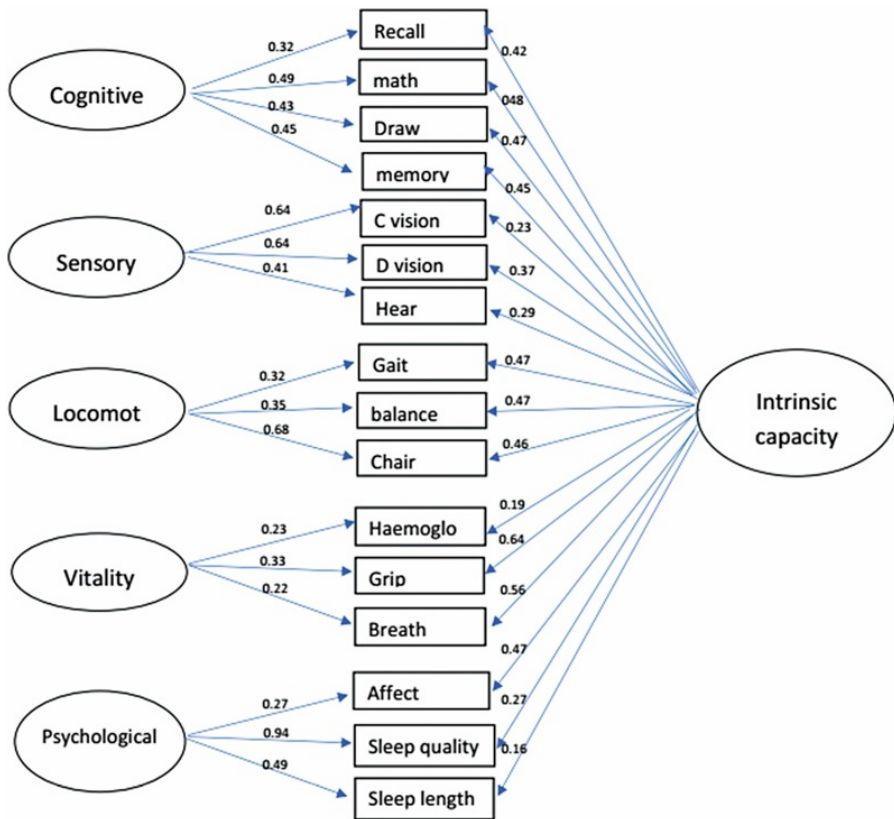 Cognitive
Sensory
Locomot
Vitality
Psychological
0.32
0.49
0.43
0.45
0.64
0.64
0.41
0.32
0.35
0.68
0.23
0.33
0.22
0.27
0.94
0.49
Recall
math
Draw
memory
C vision
D vision
Hear
Gait
balance
Chair
Haemoglo
Grip
Breath
Affect
Sleep quality
Sleep length
0.42
048
0.47
0.45
0.23
0.37
0.29
0.47
0.47
0.46
0.19
0.64
0.56
0.47
0.27
0.16
Intrinsic
capacity